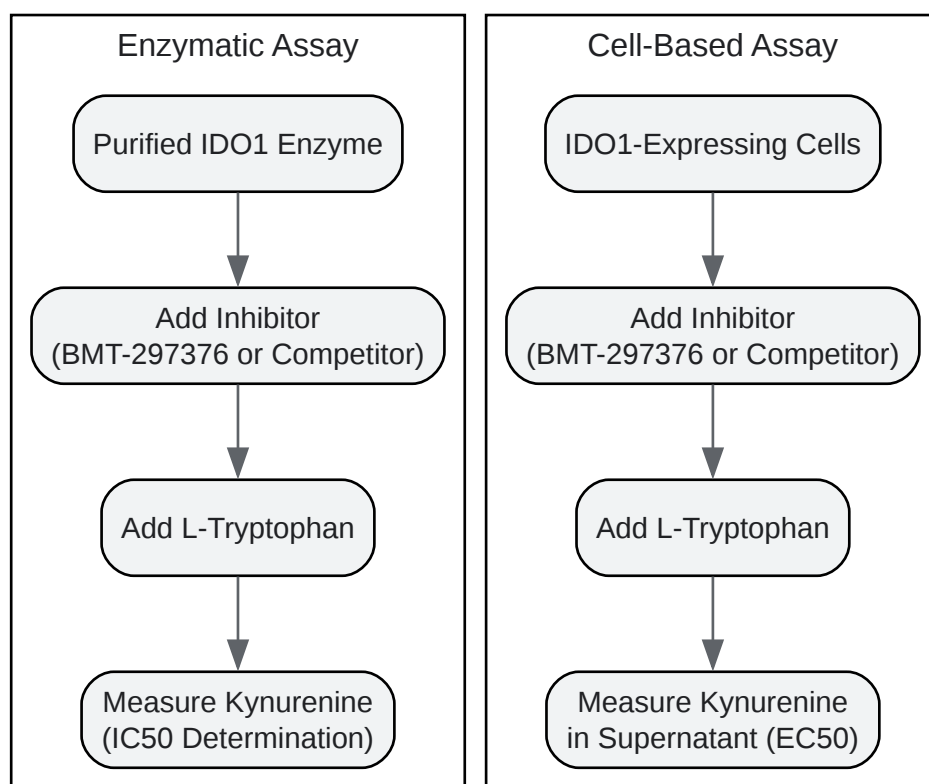 Enzymatic Assay
Purified IDO1 Enzyme
Add Inhibitor
(BMT-297376 or Competitor)
Add L-Tryptophan
Measure Kynurenine
(IC50 Determination)
Cell-Based Assay
IDO1-Expressing Cells
Add Inhibitor
(BMT-297376 or Competitor)
Add L-Tryptophan
Measure Kynurenine
in Supernatant (EC50)